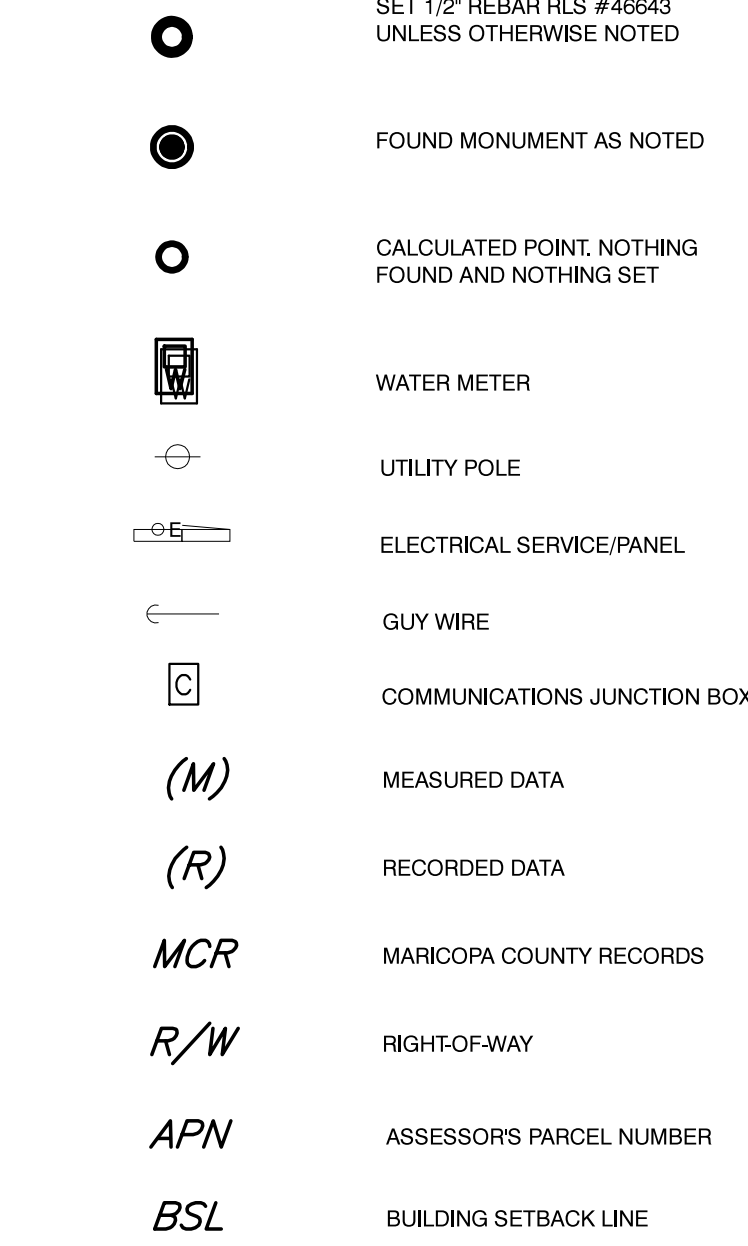 SET 1/2" REBAR RLS #46643
UNLESS OTHERWISE NOTED
FOUND MONUMENT AS NOTED
CALCULATED POINT. NOTHING
FOUND AND NOTHING SET
W WATER METER
UTILITY POLE
E ELECTRICAL SERVICE/PANEL
GUY WIRE
C COMMUNICATIONS JUNCTION BOX
(M) MEASURED DATA
(R) RECORDED DATA
MCR MARICOPA COUNTY RECORDS
R/W RIGHT-OF-WAY
APN ASSESSOR'S PARCEL NUMBER
BSL BUILDING SETBACK LINE